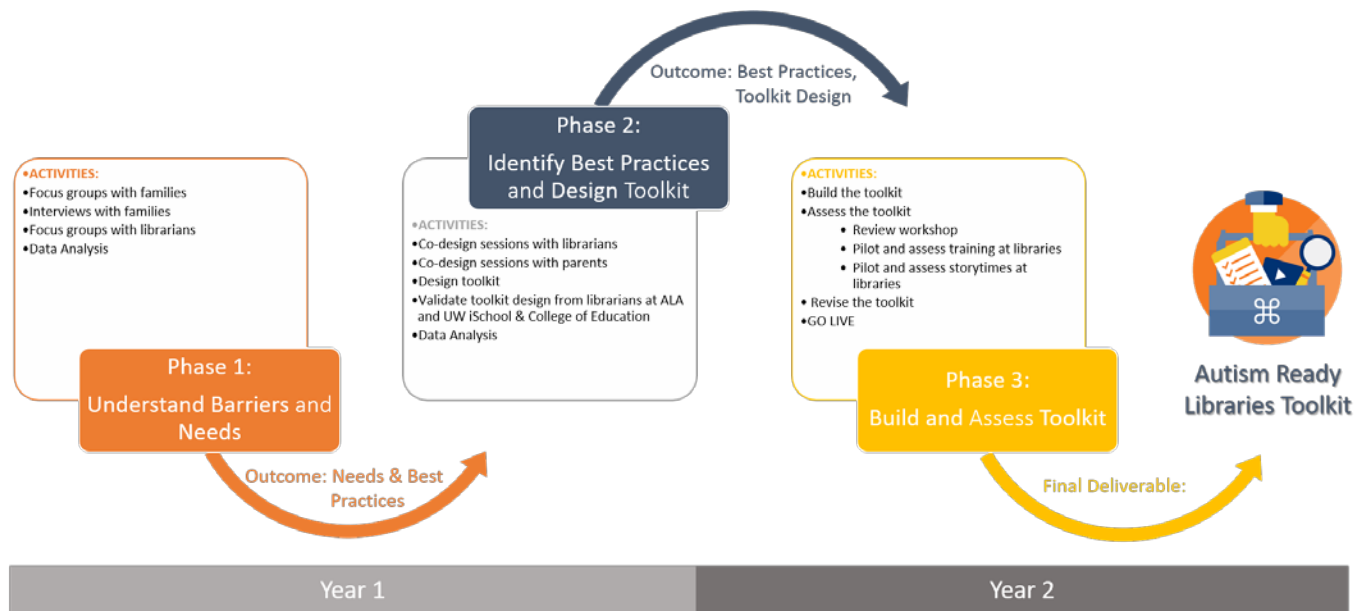 •ACTIVITIES:
•Focus groups with families
•Interviews with families
•Focus groups with librarians
•Data Analysis
Phase 1:
Understand Barriers and
Needs
Outcome: Needs & Best
Practices
Phase 2:
Identify Best Practices
and Design Toolkit
•ACTIVITIES:
•Co-design sessions with librarians
•Co-design sessions with parents
•Design toolkit
•Validate toolkit design from librarians at ALA
and UW iSchool & College of Education
•Data Analysis
Outcome: Best Practices,
Toolkit Design
•ACTIVITIES:
•Build the toolkit
•Assess the toolkit
• Review workshop
• Pilot and assess training at libraries
• Pilot and assess storytimes at
libraries
• Revise the toolkit
•GO LIVE
Phase 3:
Build and Assess Toolkit
Final Deliverable:
Autism Ready
Libraries Toolkit
Year 1
Year 2